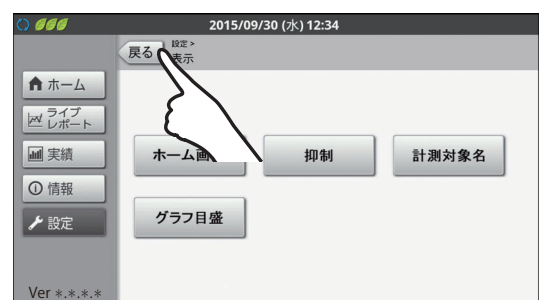 2015/09/30 (水) 12:34
戻る
設定 >
表示
ホーム
ライブ
レポート
実績
情報
設定
ホーム画
抑制
計測対象名
グラフ目盛
Ver *.*.*.*